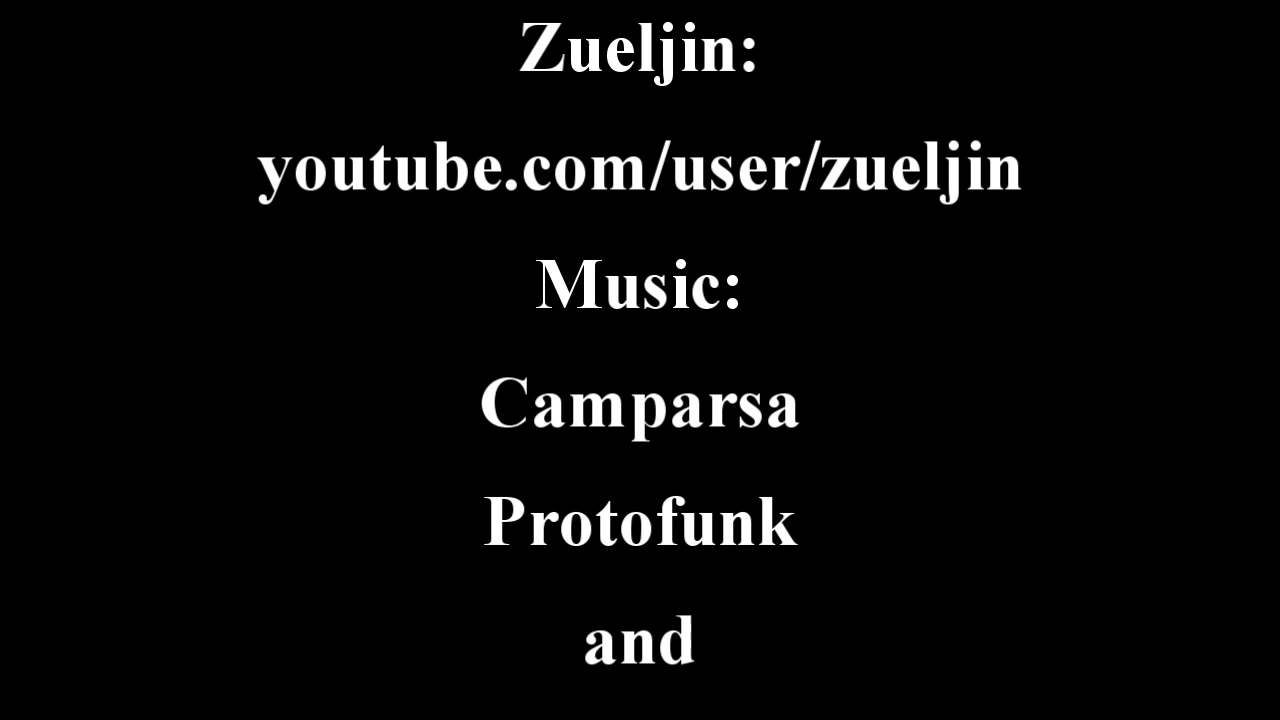 Zueljin:
youtube.com/user/zueljin
Music:
Camparsa
Protofunk
and